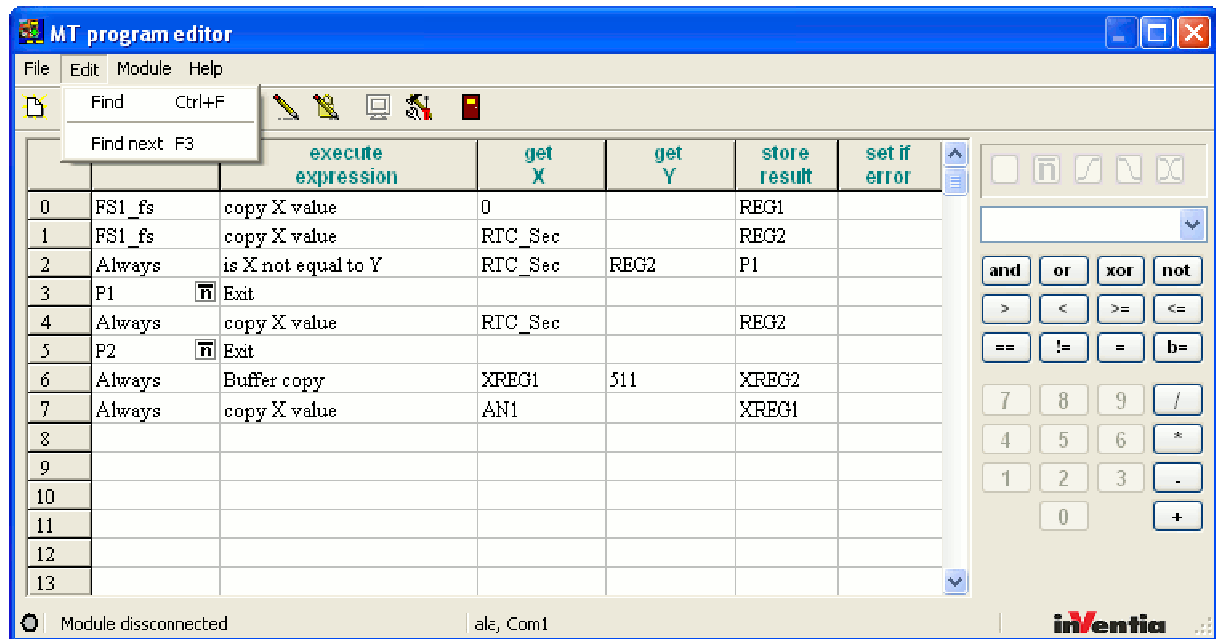 MT program editor
File Edit Module Help
Find Ctrl+F
Find next F3
execute expression get X get Y store result set if error
0 FS1_fs copy X value 0 REG1
1 FS1_fs copy X value RTC_Sec REG2
2 Always is X not equal to Y RTC_Sec REG2 P1
3 P1 n Exit
4 Always copy X value RTC_Sec REG2
5 P2 n Exit
6 Always Buffer copy XREG1 511 XREG2
7 Always copy X value AN1 XREG1
8
9
10
11
12
13
n
and or xor not
> < >= <=
== != = b=
7 8 9 /
4 5 6 *
1 2 3 -
0 +
Module dissconnected ala, Com1 inVentia